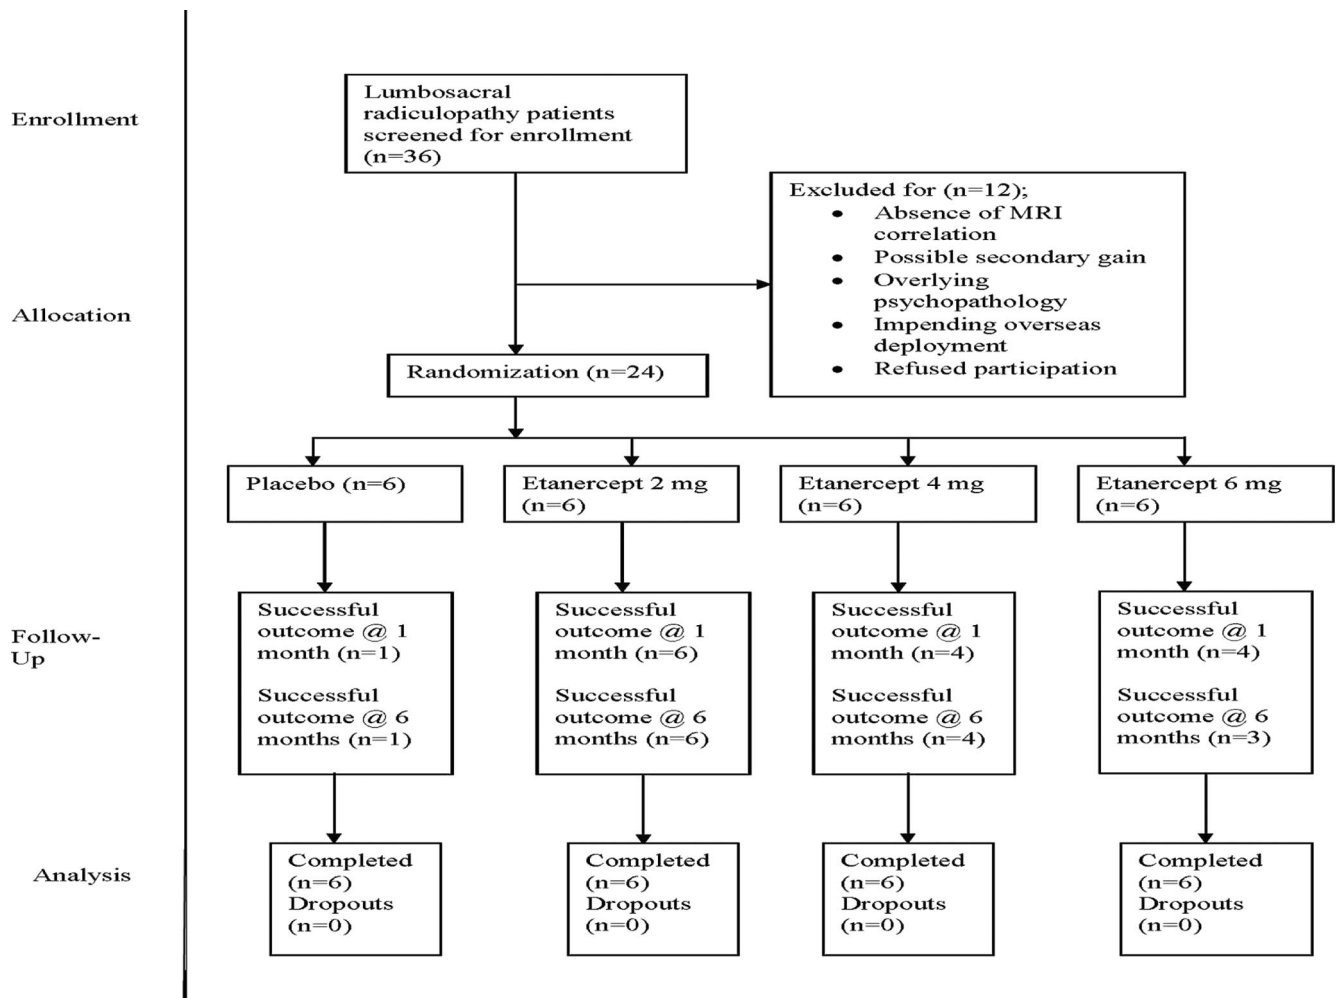 Enrollment
Lumbosacral
radiculopathy patients
screened for enrollment
(n=36)
Excluded for (n=12);
• Absence of MRI
correlation
• Possible secondary gain
• Overlying
psychopathology
• Impending overseas
deployment
• Refused participation
Allocation
Randomization (n=24)
Placebo (n=6)
Etanercept 2 mg
(n=6)
Etanercept 4 mg
(n=6)
Etanercept 6 mg
(n=6)
Follow-
Up
Successful
outcome @ 1
month (n=1)
Successful
outcome @ 6
months (n=1)
Successful
outcome @ 1
month (n=6)
Successful
outcome @ 6
months (n=6)
Successful
outcome @ 1
month (n=4)
Successful
outcome @ 6
months (n=4)
Successful
outcome @ 1
month (n=4)
Successful
outcome @ 6
months (n=3)
Analysis
Completed
(n=6)
Dropouts
(n=0)
Completed
(n=6)
Dropouts
(n=0)
Completed
(n=6)
Dropouts
(n=0)
Completed
(n=6)
Dropouts
(n=0)